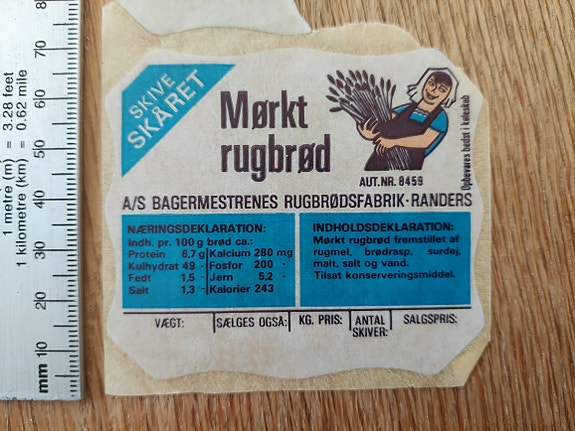 1 metre (m) = 3.28 feet
1 kilometre (km) = 0.62 mile
mm 10 20 30 40 50 60 70 8
SKIVE
SKÅRET
Mørkt
rugbrød
AUT.NR. 8459
Opbevares bedst i køleskab
A/S BAGERMESTRENES RUGBRØDSFABRIK·RANDERS
NÆRINGSDEKLARATION:
Indh. pr. 100 g brød ca.:
Protein 6,7 g Kalcium 280 mg
Kulhydrat 49 - Fosfor 200 -
Fedt 1,5 - Jern 5,2 -
Salt 1,3 - Kalorier 243
INDHOLDSDEKLARATION:
Mørkt rugbrød fremstillet af
rugmel, brødrasp, surdej,
malt, salt og vand.
Tilsat konserveringsmiddel.
VÆGT: SÆLGES OGSÅ: KG. PRIS: ANTAL SKIVER: SALGSPRIS: